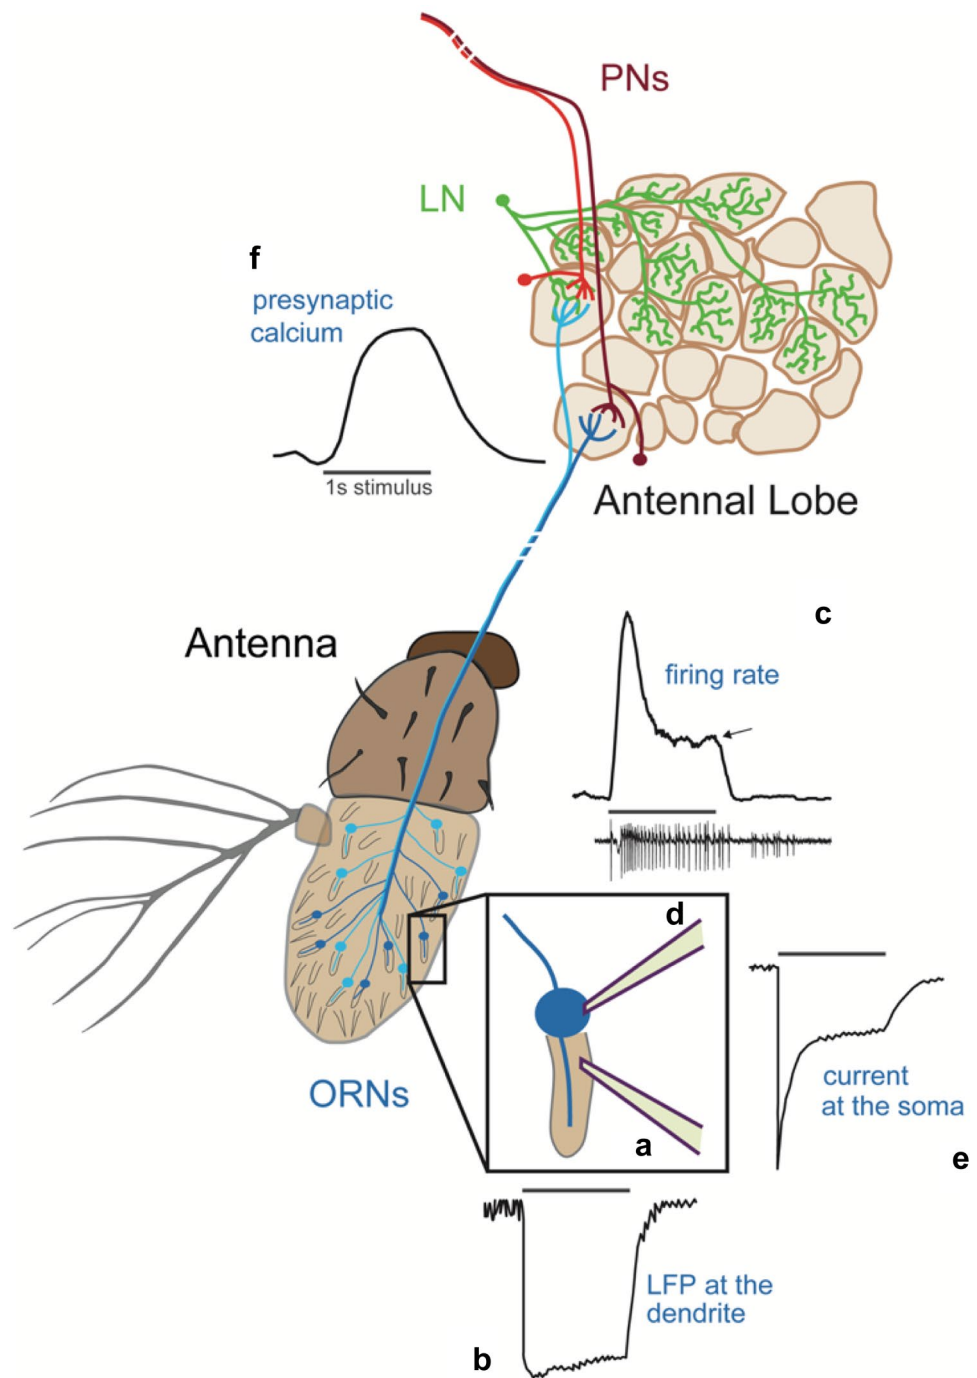 PNs
LN
f
presynaptic
calcium
1s stimulus
Antennal Lobe
c
Antenna
firing rate
d
ORNs
a
current
at the soma
e
LFP at the
dendrite
b